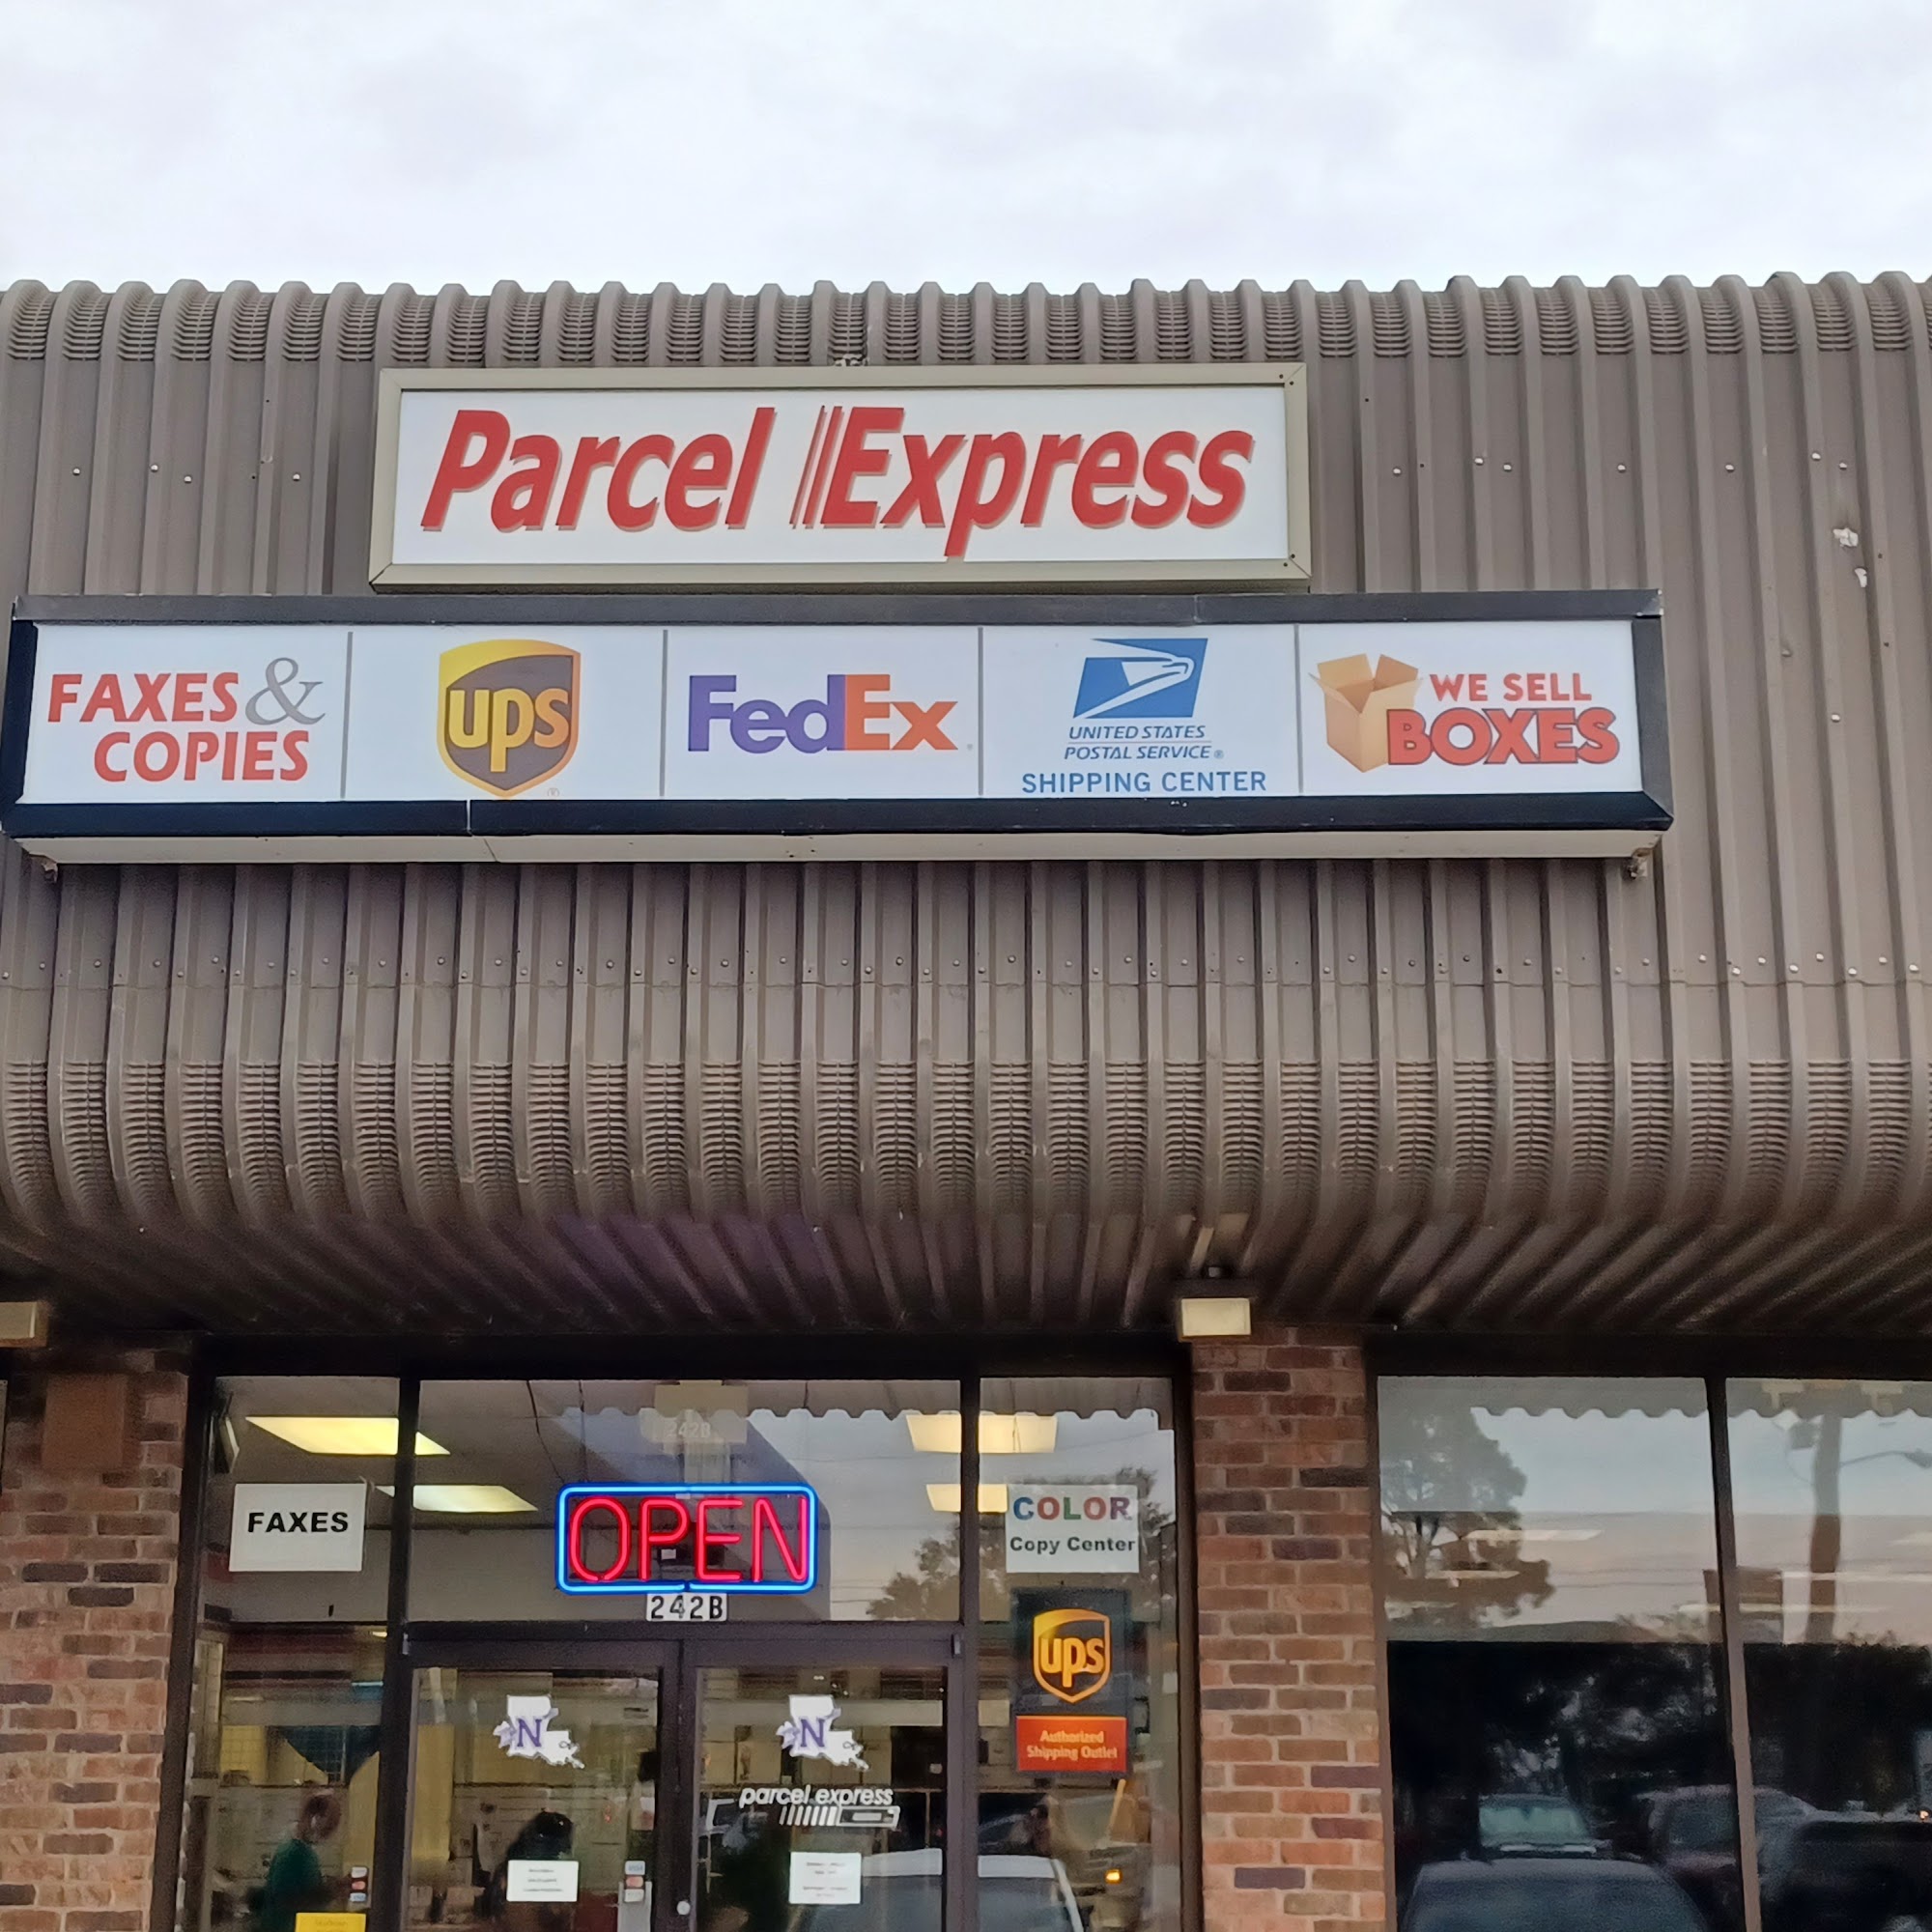 Parcel Express
FAXES &
COPIES
ups
FedEx
UNITED STATES
POSTAL SERVICE®
SHIPPING CENTER
WE SELL
BOXES
242B
FAXES
OPEN
COLOR
Copy Center
242B
ups
Authorized
Shipping Outlet
N
N
parcel express